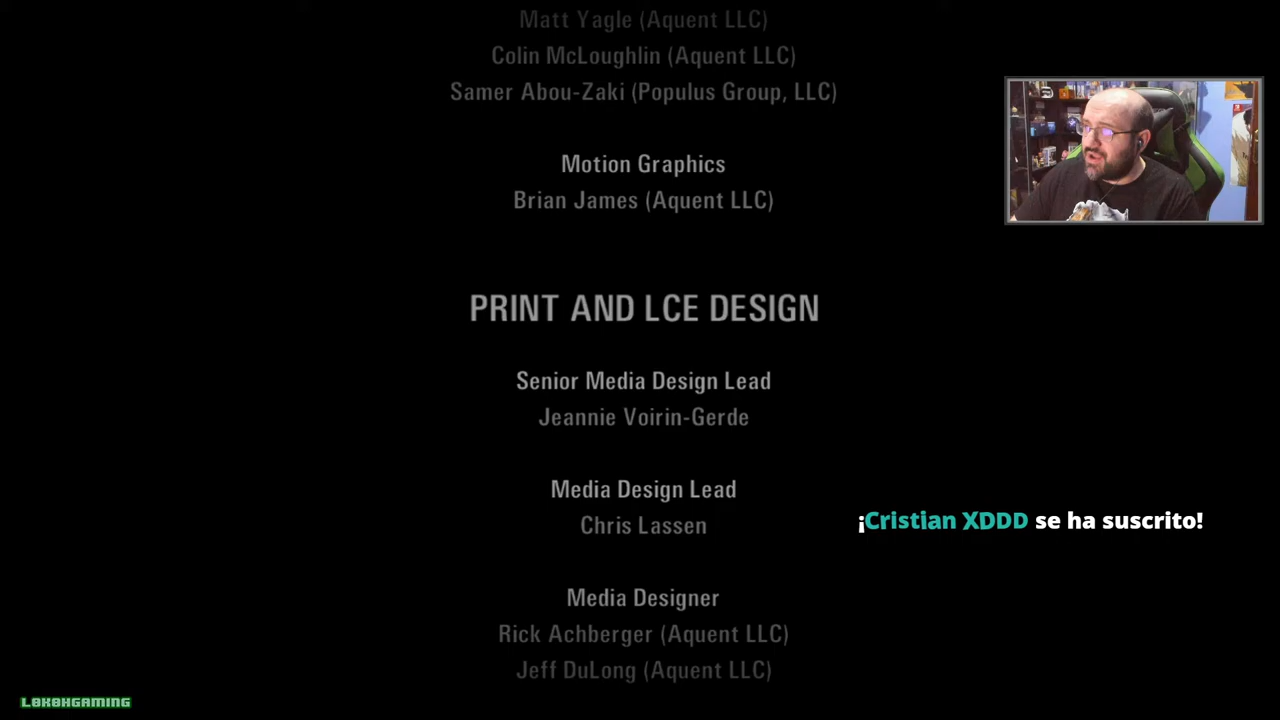 Matt Yagle (Aquent LLC)
Colin McLoughlin (Aquent LLC)
Samer Abou-Zaki (Populus Group, LLC)
Motion Graphics
Brian James (Aquent LLC)
PRINT AND LCE DESIGN
Senior Media Design Lead
Jeannie Voirin-Gerde
Media Design Lead
Chris Lassen
¡Cristian XDDD se ha suscrito!
Media Designer
Rick Achberger (Aquent LLC)
Jeff DuLong (Aquent LLC)
L0K0XGAMING